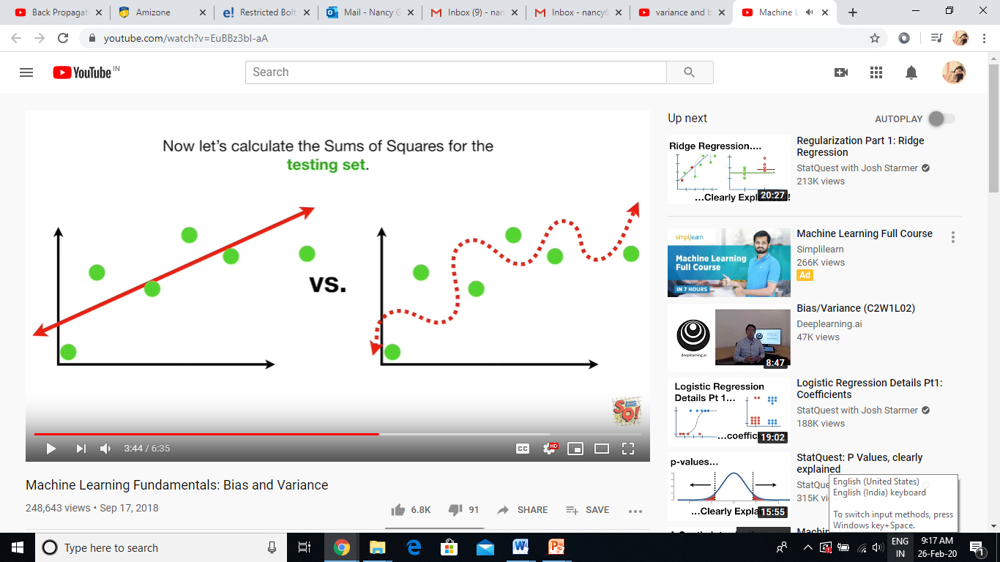 Back Propagat
Amizone
Restricted Bolt
Mail - Nancy G
Inbox (9) - nan
Inbox - nancy6
variance and b
Machine L
youtube.com/watch?v=EuBBz3bI-aA
YouTube IN
Search
Now let's calculate the Sums of Squares for the
testing set.
vs.
SQ!
3:44 / 6:35
CC
HD
Machine Learning Fundamentals: Bias and Variance
248,643 views • Sep 17, 2018
6.8K
91
SHARE
SAVE
Up next
AUTOPLAY
Ridge Regression....
...Clearly Explain
!!
20:27
Regularization Part 1: Ridge
Regression
StatQuest with Josh Starmer
213K views
simplilearn
Machine Learning
Full Course
IN 7 HOURS
Machine Learning Full Course
Simplilearn
266K views
Ad
deeplearning.ai
8:47
Bias/Variance (C2W1L02)
Deeplearning.ai
47K views
Logistic Regression
Details Pt 1...
...coeffici
19:02
Logistic Regression Details Pt1:
Coefficients
StatQuest with Josh Starmer
188K views
p-values...
...Clearly Expla
15:55
StatQuest: P Values, clearly
explained
StatQue
315K vi
Machin
English (United States)
English (India) keyboard
To switch input methods, press
Windows key+Space.
Type here to search
ENG
IN
9:17 AM
26-Feb-20
1